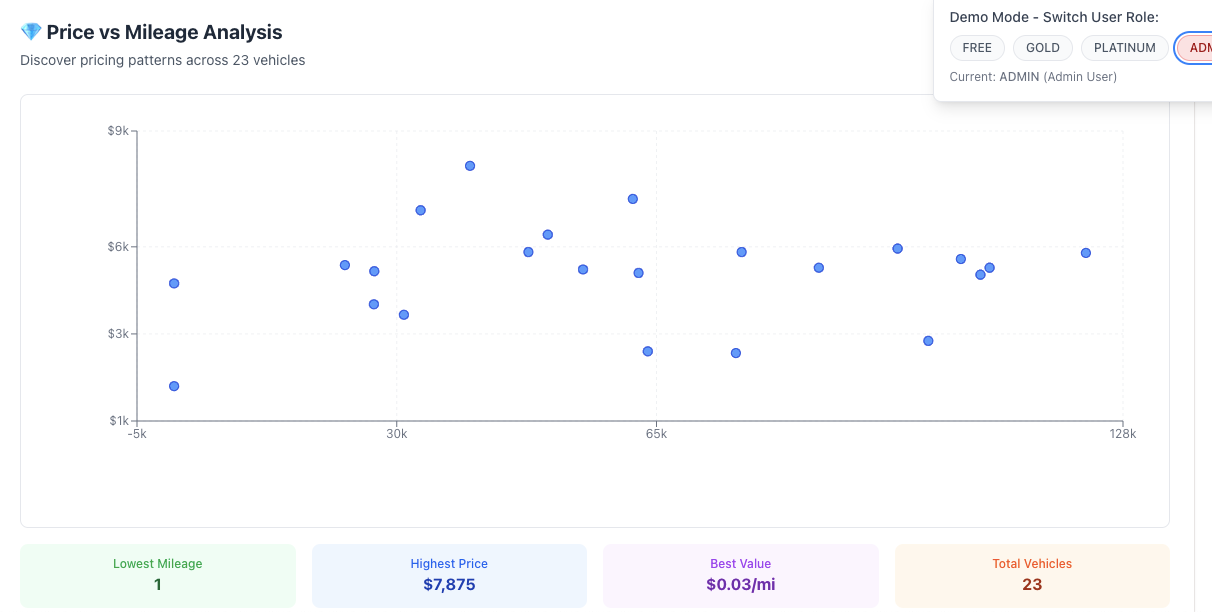 💎 Price vs Mileage Analysis
Discover pricing patterns across 23 vehicles
Demo Mode - Switch User Role:
FREE GOLD PLATINUM ADM
Current: ADMIN (Admin User)
$9k
$6k
$3k
$1k
-5k 30k 65k 128k
Lowest Mileage
1
Highest Price
$7,875
Best Value
$0.03/mi
Total Vehicles
23